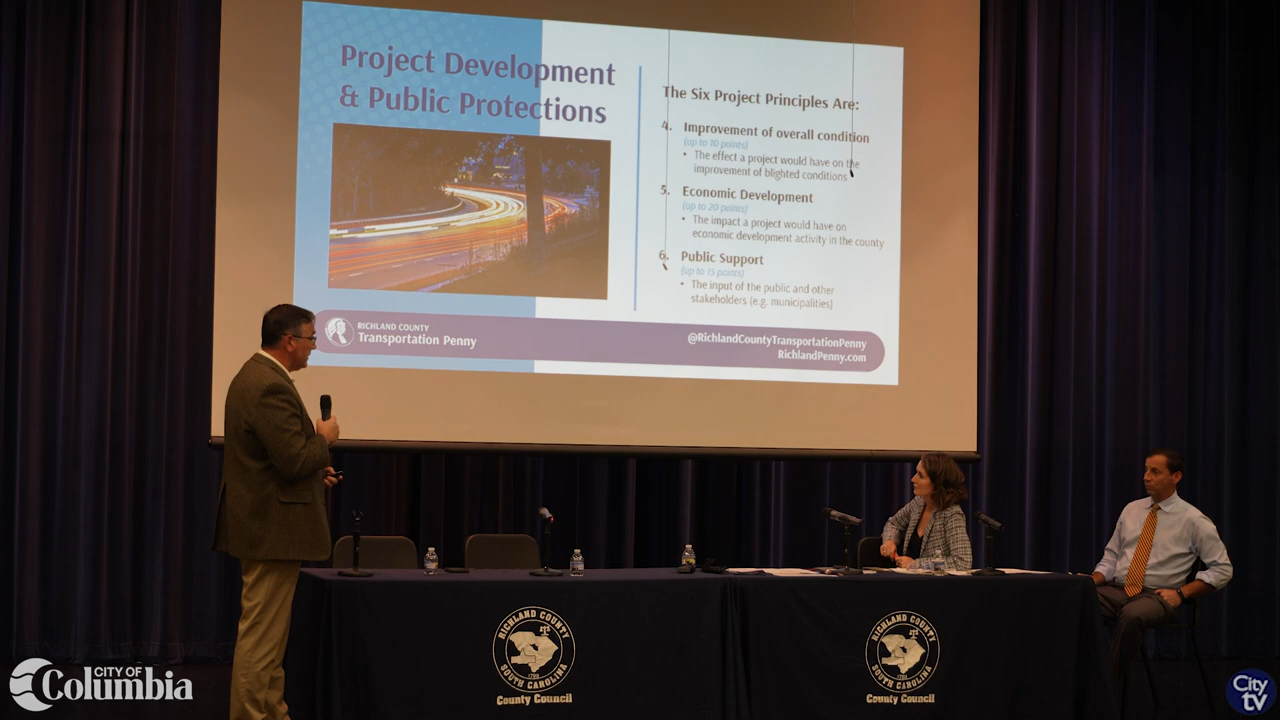 Project Development
& Public Protections
The Six Project Principles Are:
4. Improvement of overall condition
(up to 10 points)
• The effect a project would have on the
improvement of blighted conditions
5. Economic Development
(up to 20 points)
• The impact a project would have on
economic development activity in the county
6. Public Support
(up to 15 points)
• The input of the public and other
stakeholders (e.g. municipalities)
RICHLAND COUNTY
Transportation Penny
@RichlandCountyTransportationPenny
RichlandPenny.com
RICHLAND COUNTY
SOUTH CAROLINA
County Council
RICHLAND COUNTY
SOUTH CAROLINA
County Council
CITY OF
Columbia
City
tv